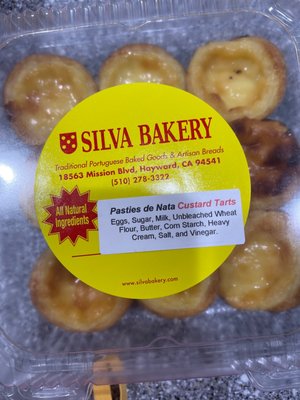 SILVA BAKERY
Traditional Portuguese Baked Goods & Artisan Breads
18563 Mission Blvd., Hayward, CA 94541
(510) 278-3322
All Natural
Ingredients
Pasties de Nata Custard Tarts
Eggs, Sugar, Milk, Unbleached Wheat
Flour, Butter, Corn Starch, Heavy
Cream, Salt, and Vinegar.
www.silvabakery.com